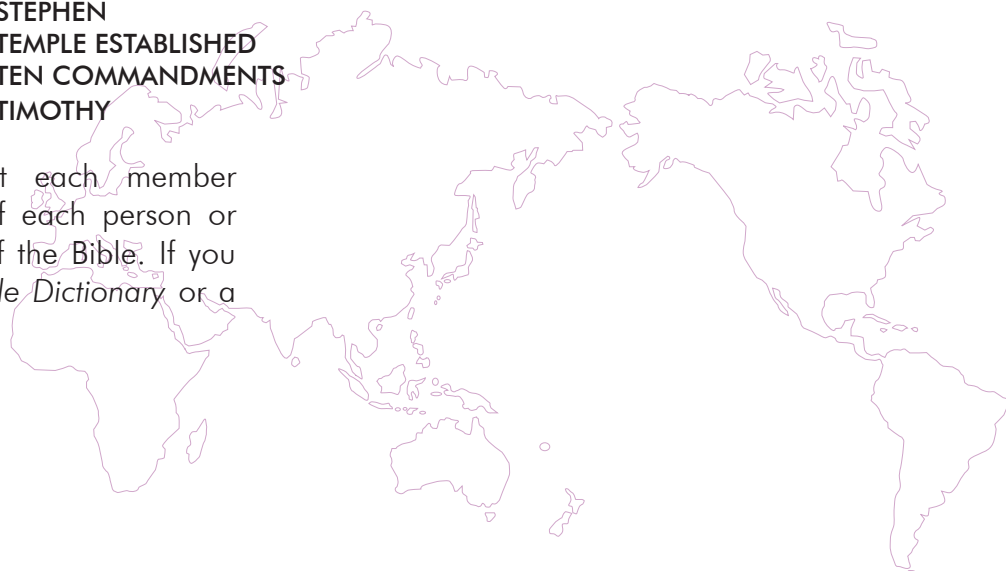 STEPHEN
TEMPLE ESTABLISHED
TEN COMMANDMENTS
TIMOTHY
each member
each person or
the Bible. If you
Dictionary or a